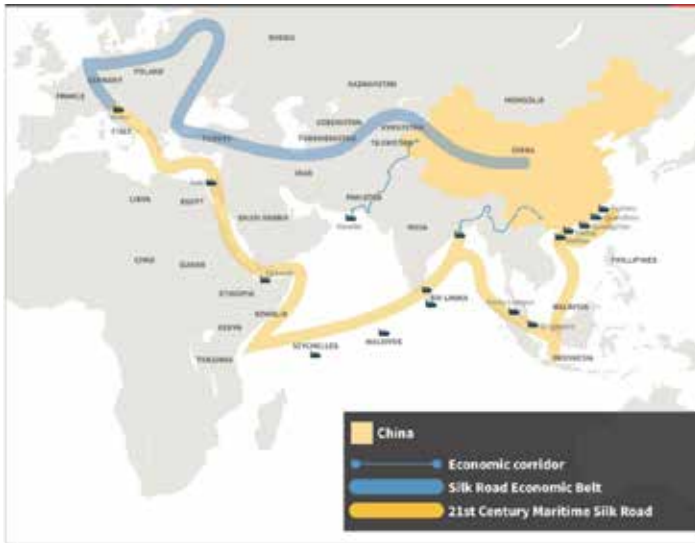 RUSSIA
POLAND
GERMANY
FRANCE
ITALY
KAZAKHSTAN
MONGOLIA
UZBEKISTAN
KYRGYZSTAN
TURKMENISTAN
TAJIKISTAN
CHINA
IRAN
PAKISTAN
LIBYA
EGYPT
SAUDI ARABIA
INDIA
CHAD
SUDAN
PHILIPPINES
ETHIOPIA
SRI LANKA
SOMALIA
MALAYSIA
KENYA
Singapore
SEYCHELLES
MALDIVES
TANZANIA
INDONESIA
China
Economic corridor
Silk Road Economic Belt
21st Century Maritime Silk Road